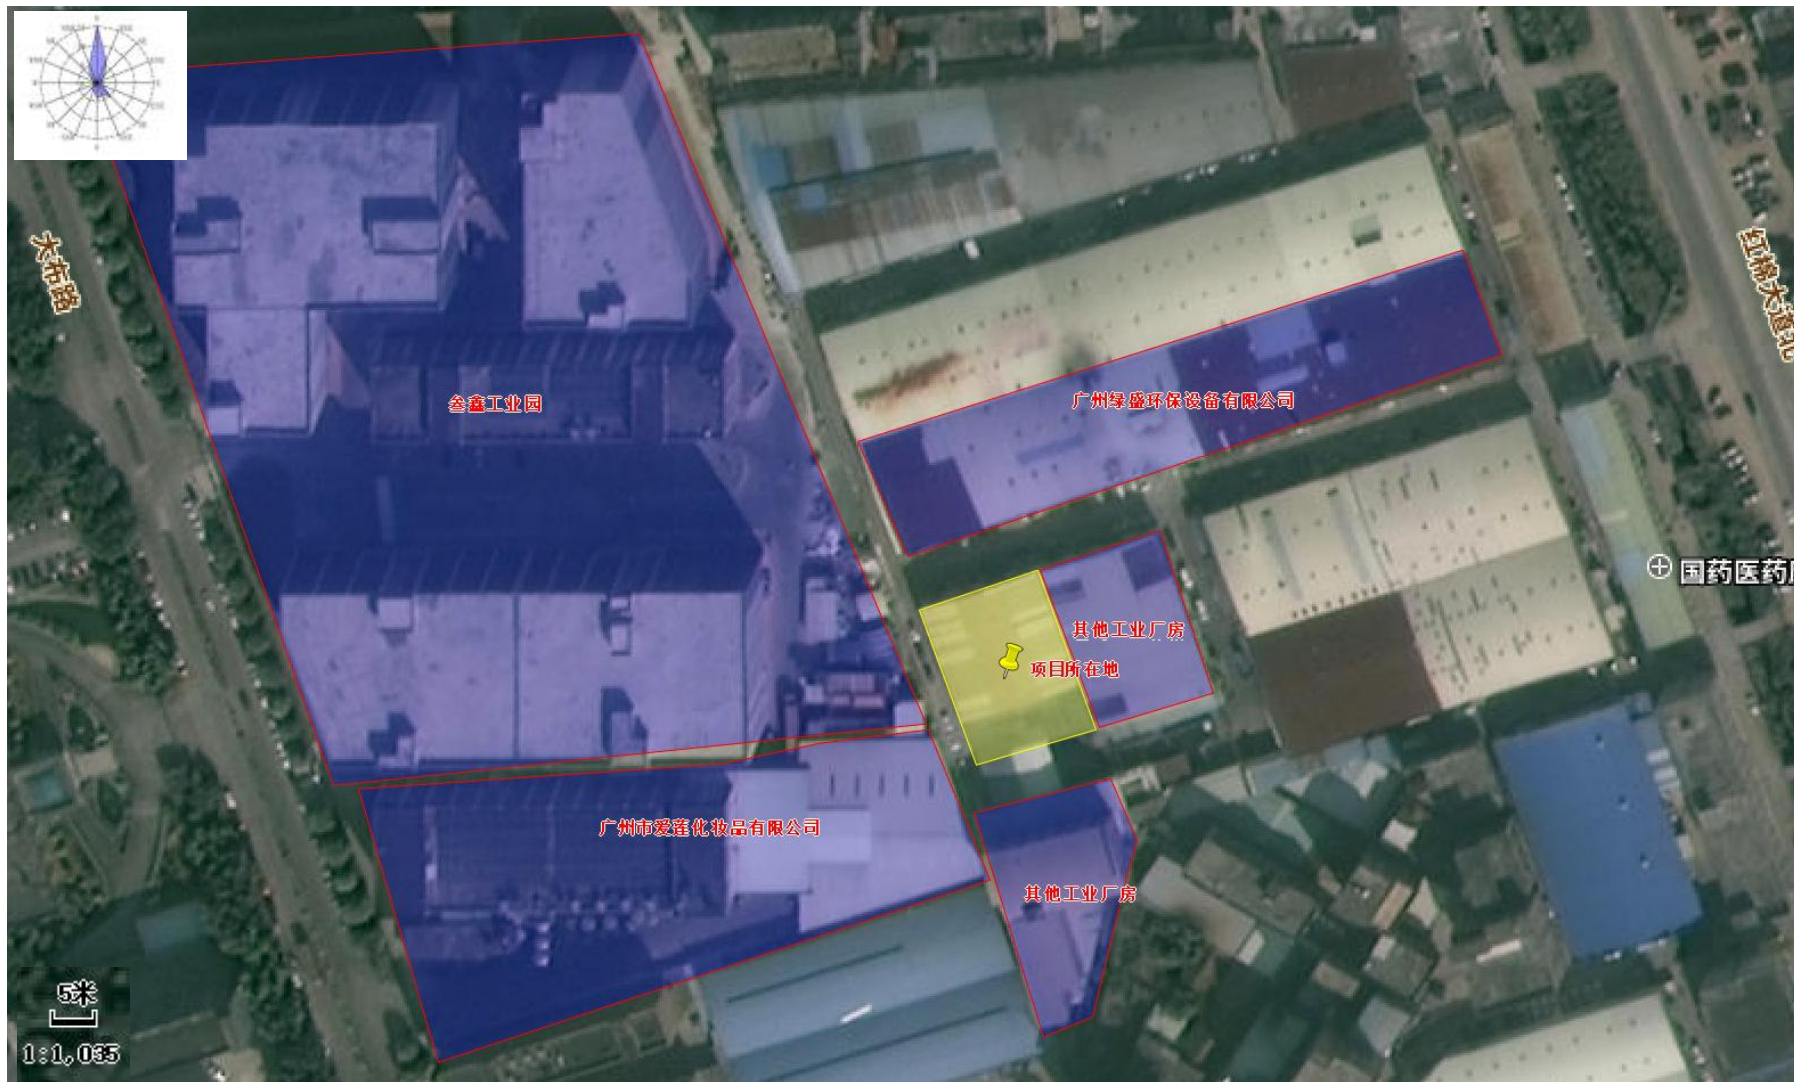 大布路
红棉大道北
叁鑫工业园
广州绿盛环保设备有限公司
国药医药
其他工业厂房
项目所在地
广州市爱莲化妆品有限公司
其他工业厂房
5米
1:1,035